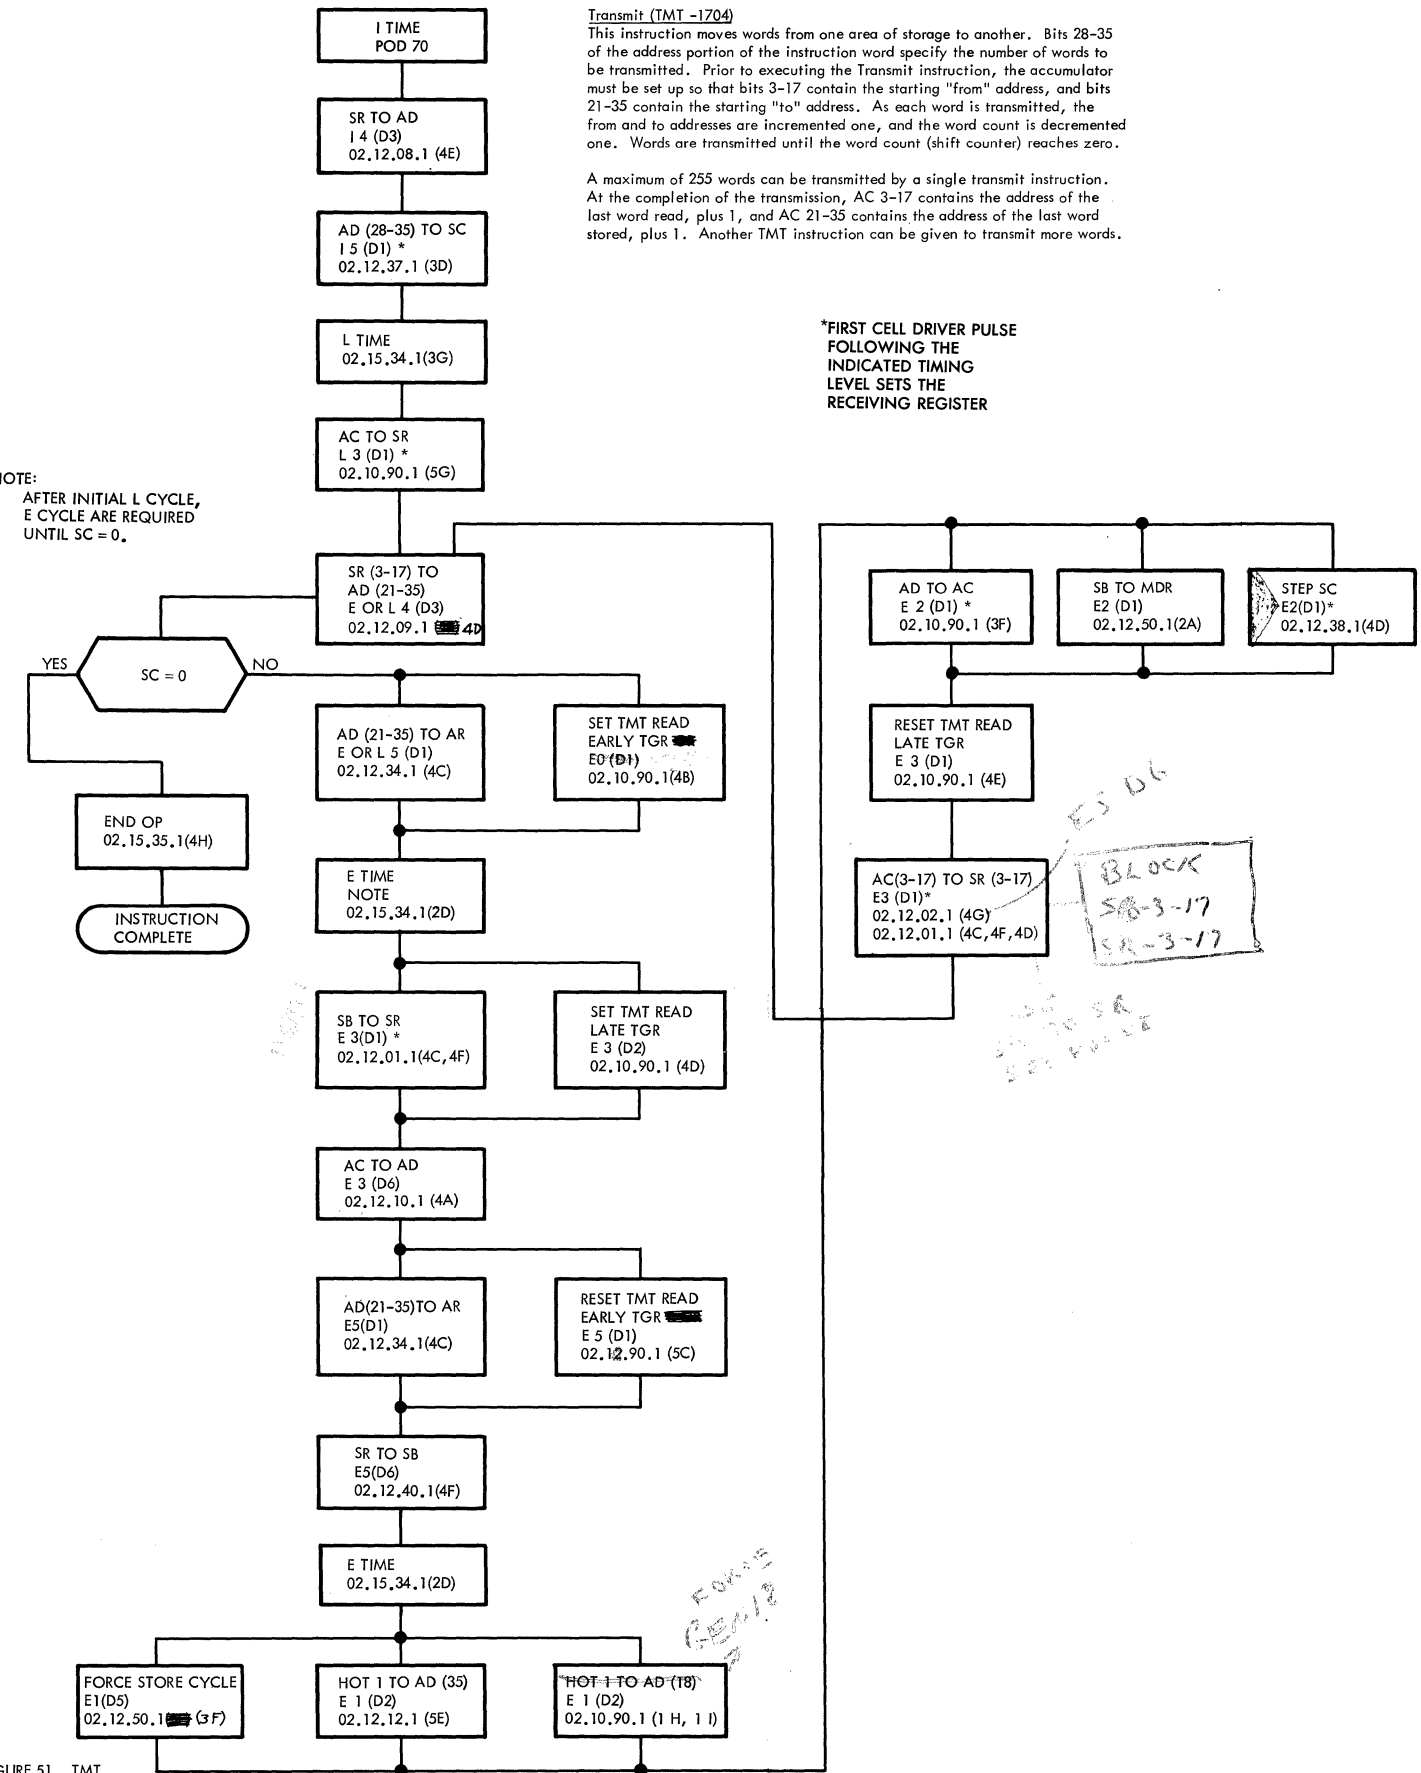 I TIME
POD 70
Transmit (TMT -1704)
This instruction moves words from one area of storage to another. Bits 28-35
of the address portion of the instruction word specify the number of words to
be transmitted. Prior to executing the Transmit instruction, the accumulator
must be set up so that bits 3-17 contain the starting "from" address, and bits
21-35 contain the starting "to" address. As each word is transmitted, the
from and to addresses are incremented one, and the word count is decremented
one. Words are transmitted until the word count (shift counter) reaches zero.
A maximum of 255 words can be transmitted by a single transmit instruction.
At the completion of the transmission, AC 3-17 contains the address of the
last word read, plus 1, and AC 21-35 contains the address of the last word
stored, plus 1. Another TMT instruction can be given to transmit more words.
SR TO AD
I 4 (D3)
02.12.08.1 (4E)
AD (28-35) TO SC
I 5 (D1) *
02.12.37.1 (3D)
L TIME
02.15.34.1(3G)
*FIRST CELL DRIVER PULSE
FOLLOWING THE
INDICATED TIMING
LEVEL SETS THE
RECEIVING REGISTER
AC TO SR
L 3 (D1) *
02.10.90.1 (5G)
OTE:
AFTER INITIAL L CYCLE,
E CYCLE ARE REQUIRED
UNTIL SC = 0.
SR (3-17) TO
AD (21-35)
E OR L 4 (D3)
02.12.09.1 4D
YES
SC = 0
NO
AD (21-35) TO AR
E OR L 5 (D1)
02.12.34.1 (4C)
SET TMT READ
EARLY TGR
E0 (D1)
02.10.90.1(4B)
END OP
02.15.35.1(4H)
INSTRUCTION
COMPLETE
E TIME
NOTE
02.15.34.1(2D)
SB TO SR
E 3(D1) *
02.12.01.1(4C,4F)
SET TMT READ
LATE TGR
E 3 (D2)
02.10.90.1 (4D)
AC TO AD
E 3 (D6)
02.12.10.1 (4A)
AD(21-35)TO AR
E5(D1)
02.12.34.1(4C)
RESET TMT READ
EARLY TGR
E 5 (D1)
02.12.90.1 (5C)
SR TO SB
E5(D6)
02.12.40.1(4F)
E TIME
02.15.34.1(2D)
FORCE STORE CYCLE
E1(D5)
02.12.50.1 (3F)
HOT 1 TO AD (35)
E 1 (D2)
02.12.12.1 (5E)
HOT 1 TO AD (18)
E 1 (D2)
02.10.90.1 (1 H, 1 I)
AD TO AC
E 2 (D1) *
02.10.90.1 (3F)
SB TO MDR
E2 (D1)
02.12.50.1(2A)
STEP SC
E2(D1)*
02.12.38.1(4D)
RESET TMT READ
LATE TGR
E 3 (D1)
02.10.90.1 (4E)
E5 D6
AC(3-17) TO SR (3-17)
E3 (D1)*
02.12.02.1 (4G)
02.12.01.1 (4C,4F,4D)
BLOCK
3-17
SR-3-17
GURE 51. TMT